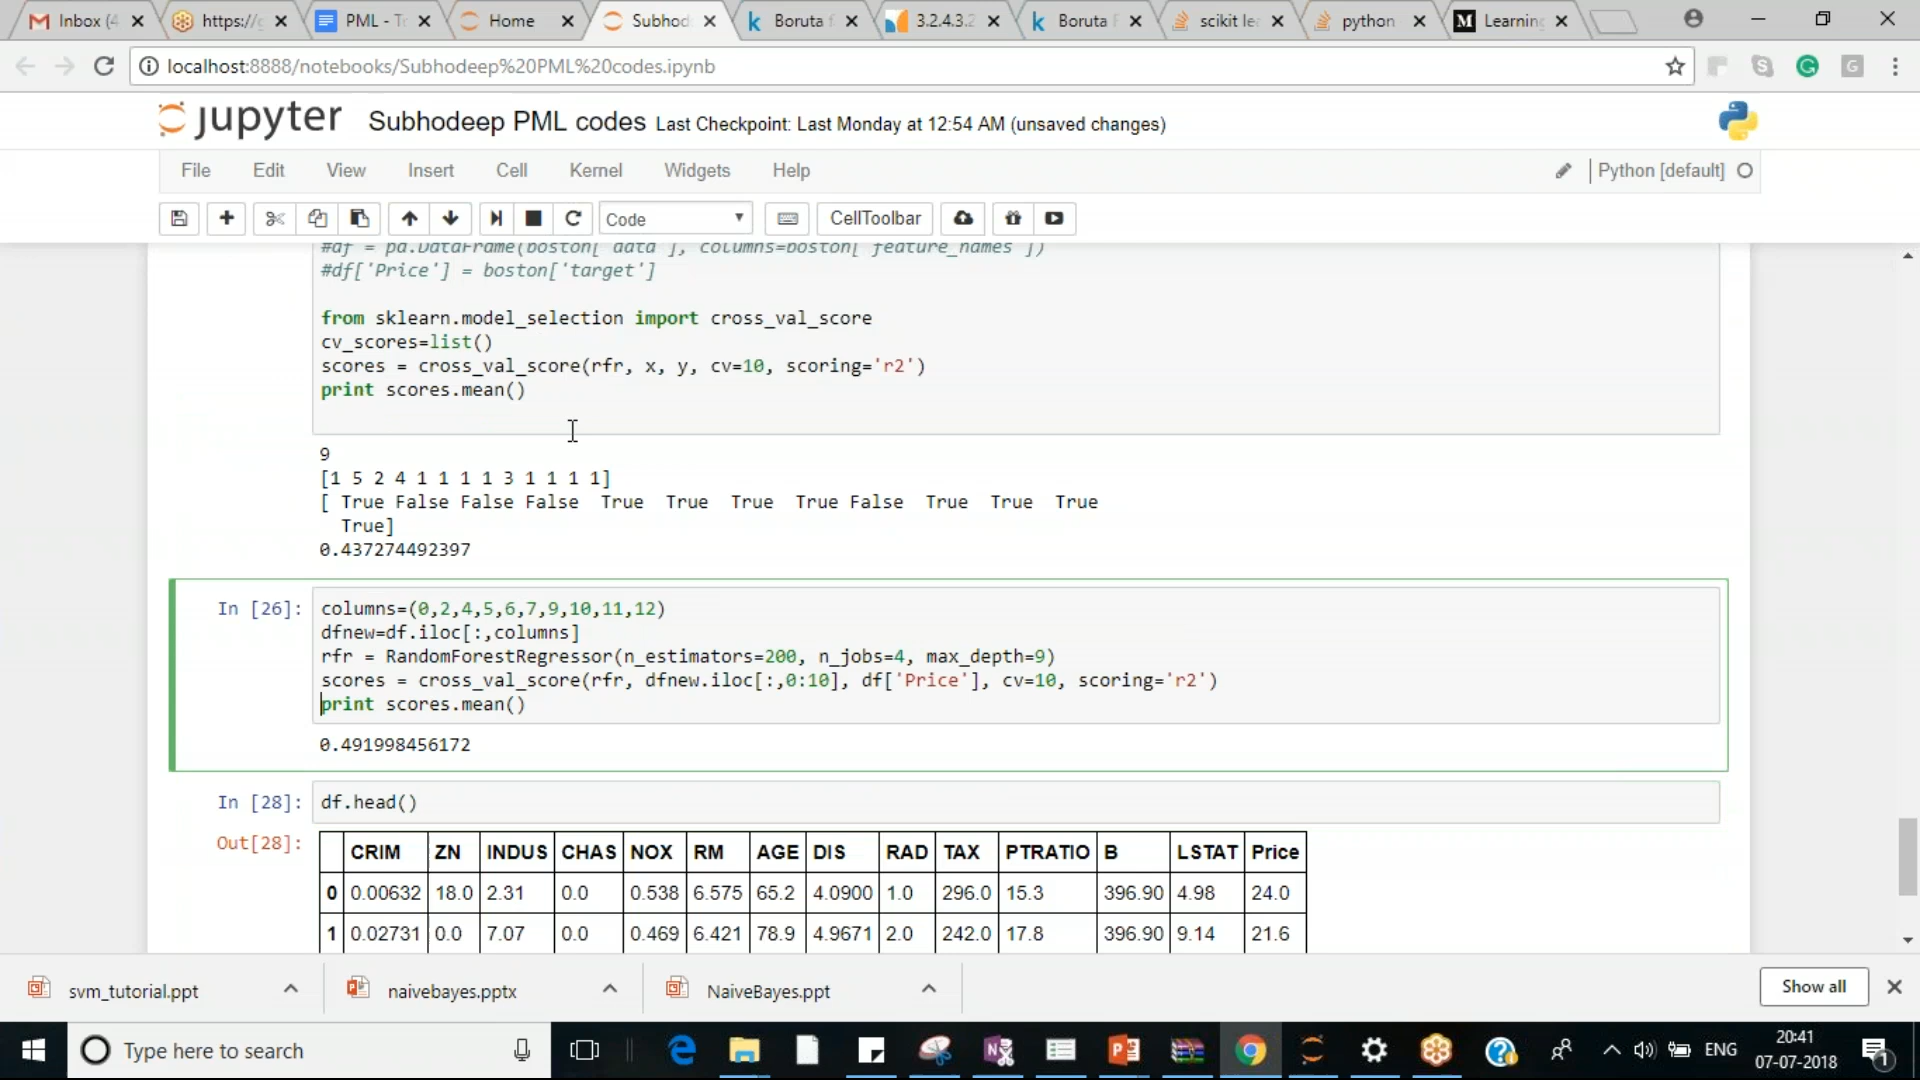 Inbox (4
https://g
PML - Tr
Home
Subhod
Boruta f
3.2.4.3.2
Boruta F
scikit le
python
Learning
localhost:8888/notebooks/Subhodeep%20PML%20codes.ipynb
jupyter Subhodeep PML codes Last Checkpoint: Last Monday at 12:54 AM (unsaved changes)
File Edit View Insert Cell Kernel Widgets Help Python [default]
Code CellToolbar
#df = pd.DataFrame(boston['data'], columns=boston['feature_names'])
#df['Price'] = boston['target']
from sklearn.model_selection import cross_val_score
cv_scores=list()
scores = cross_val_score(rfr, x, y, cv=10, scoring='r2')
print scores.mean()
9
[1 5 2 4 1 1 1 1 3 1 1 1 1]
[ True False False False True True True True False True True True
True]
0.437274492397
In [26]: columns=(0,2,4,5,6,7,9,10,11,12)
dfnew=df.iloc[:,columns]
rfr = RandomForestRegressor(n_estimators=200, n_jobs=4, max_depth=9)
scores = cross_val_score(rfr, dfnew.iloc[:,0:10], df['Price'], cv=10, scoring='r2')
print scores.mean()
0.491998456172
In [28]: df.head()
Out[28]:
CRIM ZN INDUS CHAS NOX RM AGE DIS RAD TAX PTRATIO B LSTAT Price
0 0.00632 18.0 2.31 0.0 0.538 6.575 65.2 4.0900 1.0 296.0 15.3 396.90 4.98 24.0
1 0.02731 0.0 7.07 0.0 0.469 6.421 78.9 4.9671 2.0 242.0 17.8 396.90 9.14 21.6
svm_tutorial.ppt naivebayes.pptx NaiveBayes.ppt Show all
Type here to search
ENG
20:41
07-07-2018
1